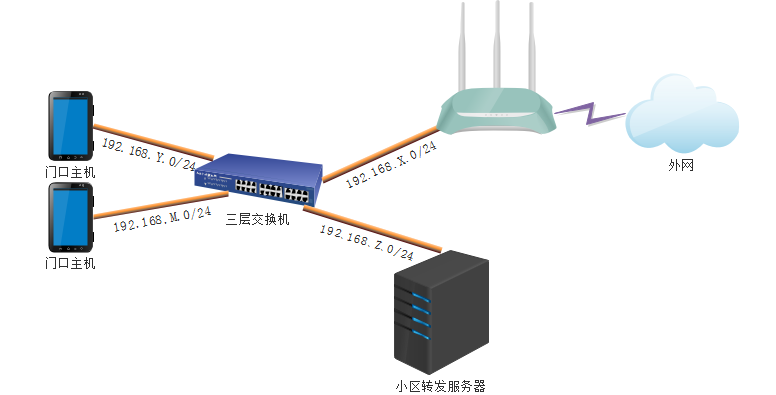 192.168.Y.0/24
门口主机
192.168.X.0/24
外网
192.168.M.0/24
三层交换机
门口主机
192.168.Z.0/24
小区转发服务器